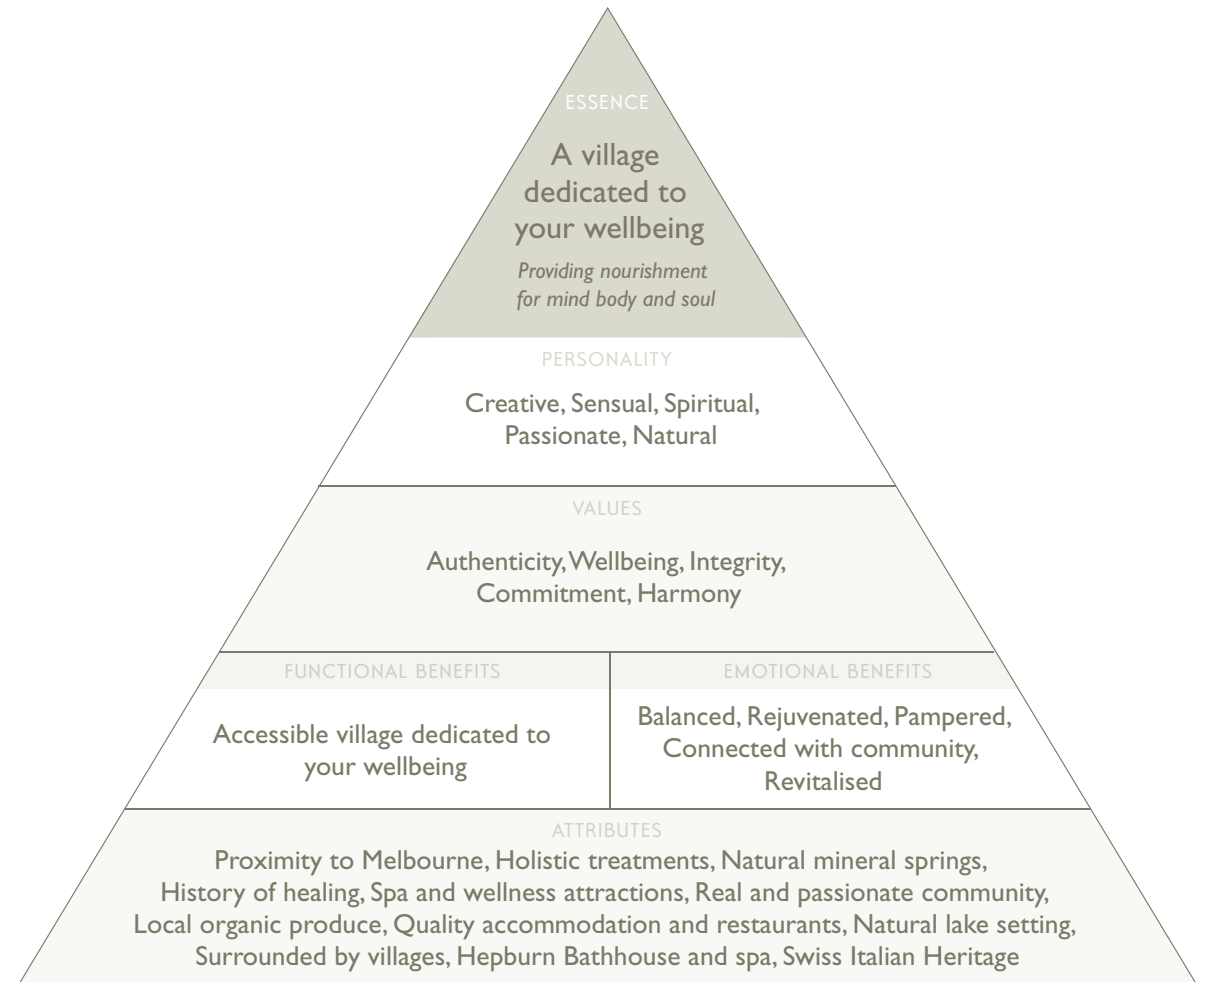 ESSENCE
A village
dedicated to
your wellbeing
Providing nourishment
for mind body and soul
PERSONALITY
Creative, Sensual, Spiritual,
Passionate, Natural
VALUES
Authenticity, Wellbeing, Integrity,
Commitment, Harmony
FUNCTIONAL BENEFITS
Accessible village dedicated to
your wellbeing
EMOTIONAL BENEFITS
Balanced, Rejuvenated, Pampered,
Connected with community,
Revitalised
ATTRIBUTES
Proximity to Melbourne, Holistic treatments, Natural mineral springs,
History of healing, Spa and wellness attractions, Real and passionate community,
Local organic produce, Quality accommodation and restaurants, Natural lake setting,
Surrounded by villages, Hepburn Bathhouse and spa, Swiss Italian Heritage